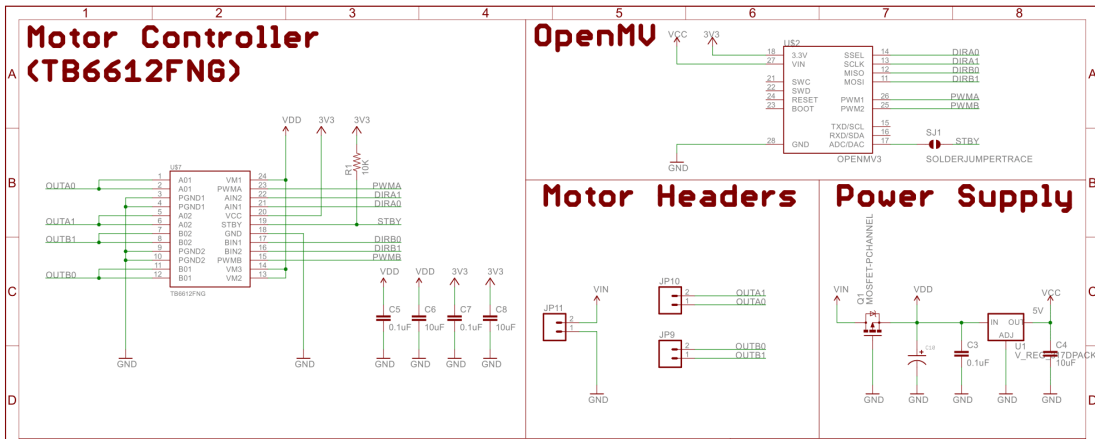 1 2 3 4 5 6 7 8
A
B
C
D
A
B
C
D
Motor Controller
(TB6612FNG)
VDD 3V3 3V3
R1
10K
U$7
1 A01 VM1 24
2 A01 PWMA 23 PWMA
3 PGND1 AIN2 22 DIRA1
4 PGND1 AIN1 21 DIRA0
5 A02 VCC 20
6 A02 STBY 19 STBY
7 B02 GND 18
8 B02 BIN1 17 DIRB0
9 PGND2 BIN2 16 DIRB1
10 PGND2 PWMB 15 PWMB
11 B01 VM3 14
12 B01 VM2 13
TB6612FNG
OUTA0
OUTA1
OUTB1
OUTB0
GND GND
VDD VDD 3V3 3V3
C5 C6 C7 C8
0.1uF 10uF 0.1uF 10uF
GND GND GND GND
OpenMV
VCC 3V3
U$2
18 3.3V SSEL 14 DIRA0
27 VIN SCLK 13 DIRA1
MISO 12 DIRB0
21 SWC MOSI 11 DIRB1
22 SWD
24 RESET PWM1 26 PWMA
23 BOOT PWM2 25 PWMB
TXD/SCL 15
RXD/SDA 16
28 GND ADC/DAC 17 SJ1 STBY
GND
OPENMV3 SOLDERJUMPERTRACE
Motor Headers
VIN
JP11
2
1
GND
JP10
2 OUTA1
1 OUTA0
JP9
2 OUTB0
1 OUTB1
Power Supply
VIN
Q1
MOSFET-PCHANNEL
VDD
C10
C3
0.1uF
IN OUT
ADJ
U1
5V
VCC
C4
10uF
GND GND GND GND GND